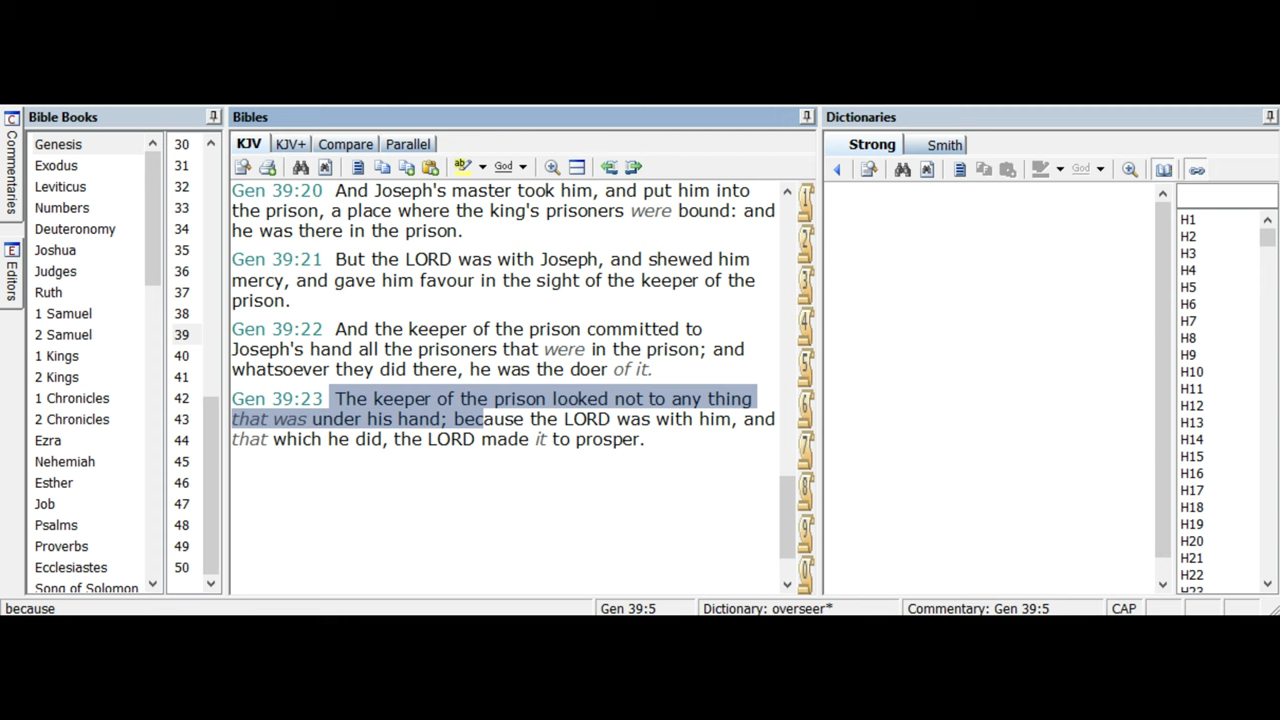 Commentaries
Editors
Bible Books
Genesis
Exodus
Leviticus
Numbers
Deuteronomy
Joshua
Judges
Ruth
1 Samuel
2 Samuel
1 Kings
2 Kings
1 Chronicles
2 Chronicles
Ezra
Nehemiah
Esther
Job
Psalms
Proverbs
Ecclesiastes
Song of Solomon
30
31
32
33
34
35
36
37
38
39
40
41
42
43
44
45
46
47
48
49
50
Bibles
KJV KJV+ Compare Parallel
God
Gen 39:20 And Joseph's master took him, and put him into
the prison, a place where the king's prisoners were bound: and
he was there in the prison.
Gen 39:21 But the LORD was with Joseph, and shewed him
mercy, and gave him favour in the sight of the keeper of the
prison.
Gen 39:22 And the keeper of the prison committed to
Joseph's hand all the prisoners that were in the prison; and
whatsoever they did there, he was the doer of it.
Gen 39:23 The keeper of the prison looked not to any thing
that was under his hand; because the LORD was with him, and
that which he did, the LORD made it to prosper.
1
2
3
4
5
6
7
8
9
0
Dictionaries
Strong Smith
God
H1
H2
H3
H4
H5
H6
H7
H8
H9
H10
H11
H12
H13
H14
H15
H16
H17
H18
H19
H20
H21
H22
H23
because
Gen 39:5
Dictionary: overseer*
Commentary: Gen 39:5
CAP